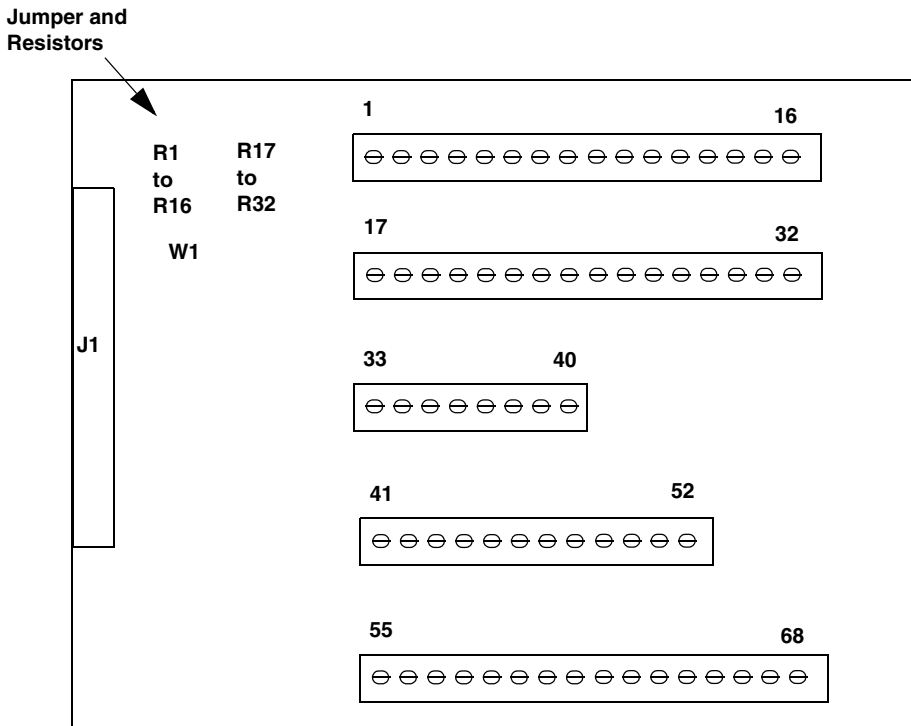 Jumper and
Resistors
1
16
R1
to
R16
R17
to
R32
W1
17
32
J1
33
40
41
52
55
68